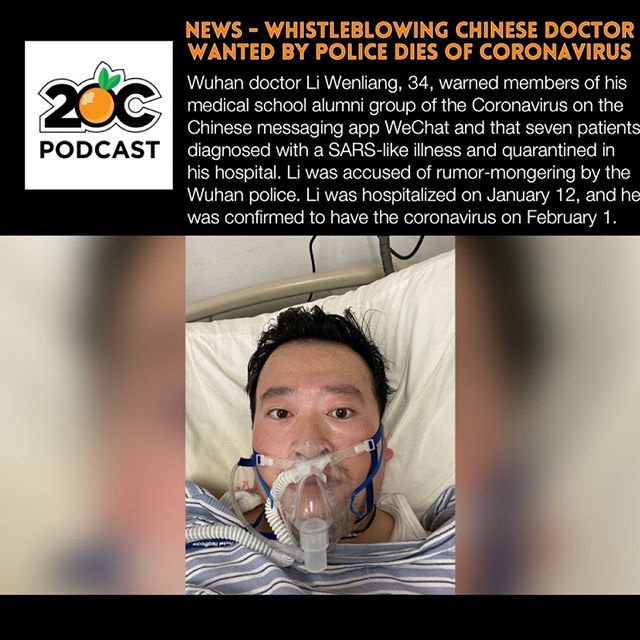 NEWS - WHISTLEBLOWING CHINESE DOCTOR
WANTED BY POLICE DIES OF CORONAVIRUS
20C
PODCAST
Wuhan doctor Li Wenliang, 34, warned members of his
medical school alumni group of the Coronavirus on the
Chinese messaging app WeChat and that seven patients
diagnosed with a SARS-like illness and quarantined in
his hospital. Li was accused of rumor-mongering by the
Wuhan police. Li was hospitalized on January 12, and he
was confirmed to have the coronavirus on February 1.
Healthcare